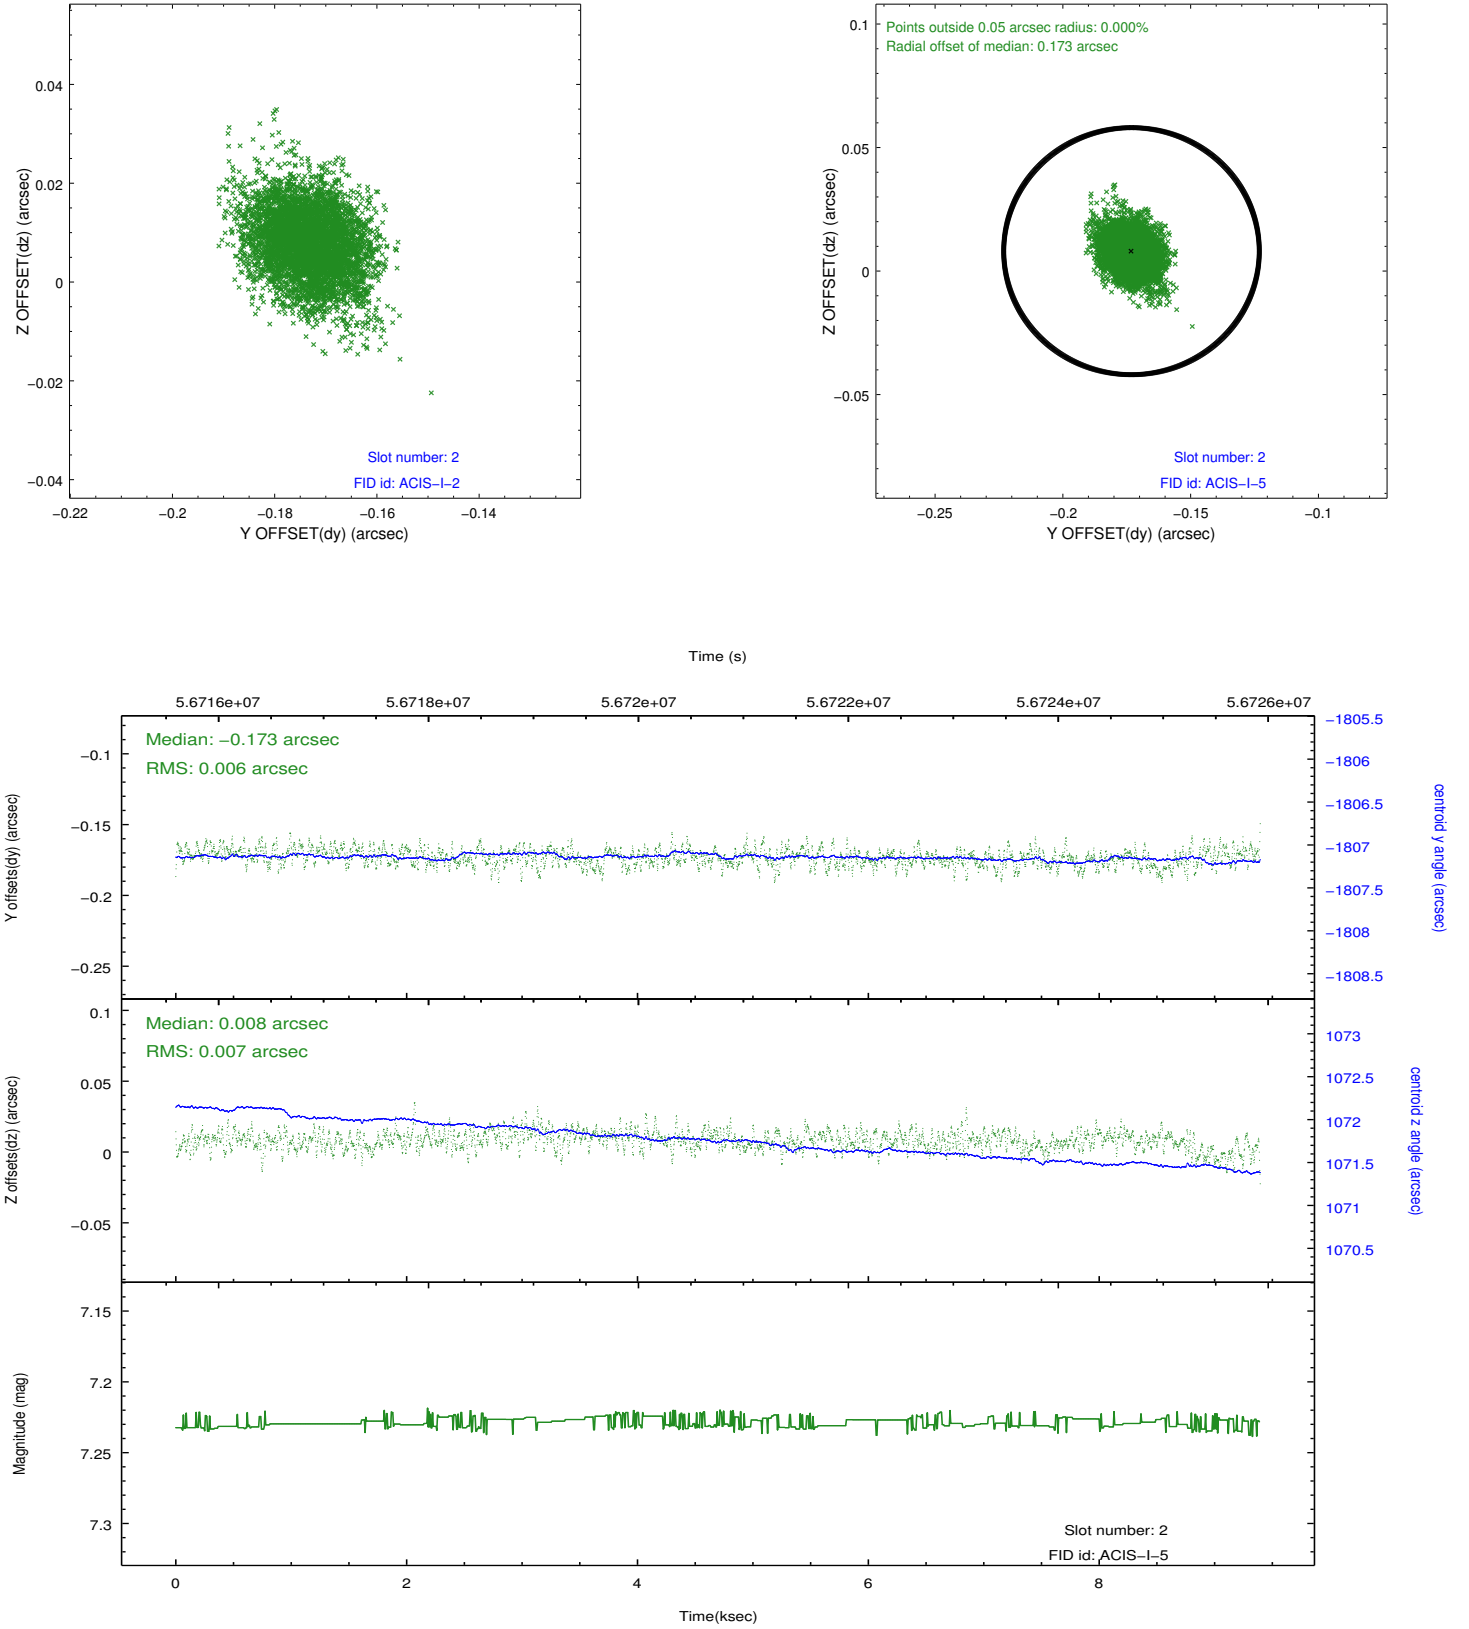 0.04
0.02
0
−0.02
−0.04
Z OFFSET(dz) (arcsec)
Slot number: 2
FID id: ACIS−I−2
−0.22
−0.2
−0.18
−0.16
−0.14
Y OFFSET(dy) (arcsec)
Points outside 0.05 arcsec radius: 0.000%
Radial offset of median: 0.173 arcsec
0.1
0.05
0
−0.05
Z OFFSET(dz) (arcsec)
Slot number: 2
FID id: ACIS−I−5
−0.25
−0.2
−0.15
−0.1
Y OFFSET(dy) (arcsec)
Time (s)
5.6716e+07
5.6718e+07
5.672e+07
5.6722e+07
5.6724e+07
5.6726e+07
Median: −0.173 arcsec
RMS: 0.006 arcsec
−0.1
−0.15
−0.2
−0.25
Y offsets(dy) (arcsec)
−1805.5
−1806
−1806.5
−1807
−1807.5
−1808
−1808.5
centroid y angle (arcsec)
Median: 0.008 arcsec
RMS: 0.007 arcsec
0.1
0.05
0
−0.05
Z offsets(dz) (arcsec)
1073
1072.5
1072
1071.5
1071
1070.5
centroid z angle (arcsec)
7.15
7.2
7.25
7.3
Magnitude (mag)
Slot number: 2
FID id: ACIS−I−5
0
2
4
6
8
Time(ksec)